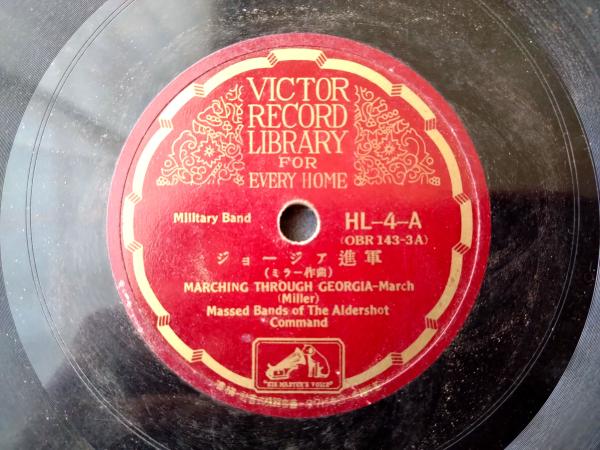 VICTOR
RECORD
LIBRARY
FOR
EVERY HOME
Military Band
HL-4-A
(OBR 143-3A)
ジョージア進軍
(ミラー作曲)
MARCHING THROUGH GEORGIA-March
(Miller)
Massed Bands of The Aldershot
Command
"HIS MASTER'S VOICE"